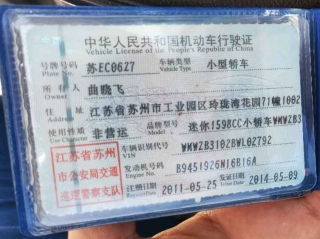 中华人民共和国机动车行驶证
Vehicle License of the People's Republic of China
号牌号码 苏EC06Z7 车辆类型 小型轿车
Plate No. Vehicle Type
所有人 曲晓飞
Owner
住址 江苏省苏州市工业园区玲珑湾花园71幢1002
Address
使用性质 非营运 品牌型号 迷你1598CC小轿车WMWZB3
Use Character Model
江苏省苏州
市公安局交通
巡逻警察支队
车辆识别代号 WMWZB3102BWL02792
VIN
发动机号码 B9451926N16B16A
Engine No.
注册日期 2011-05-25 发证日期 2014-05-09
Register Date Issue Date